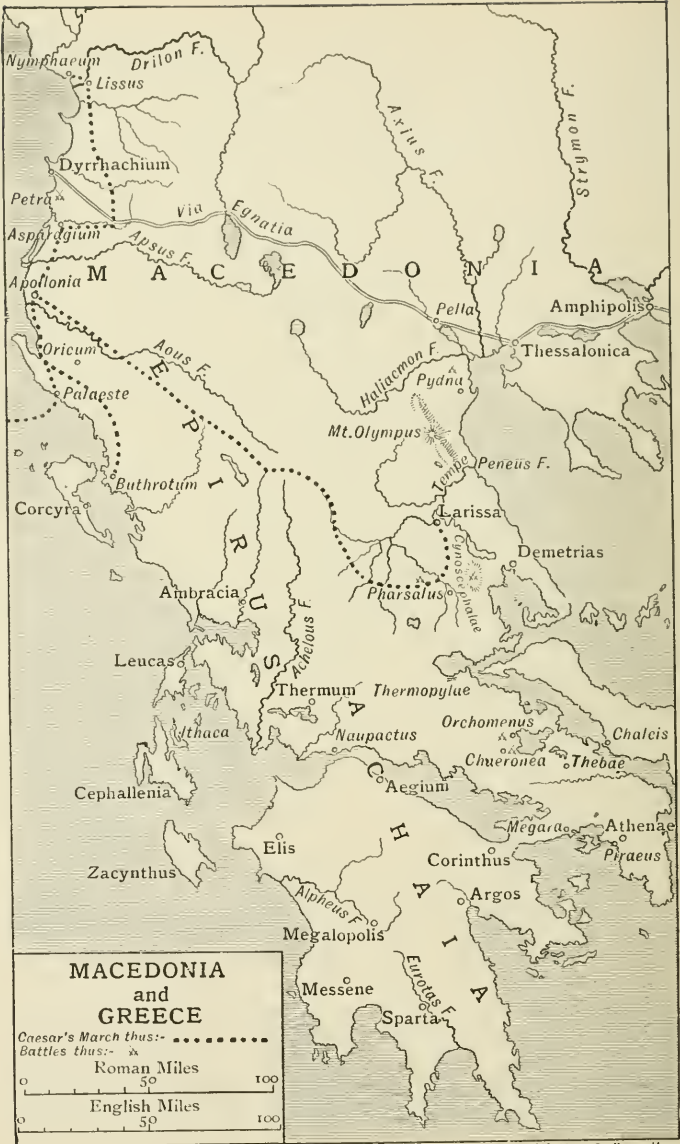 Nymphaeum
Drilon F.
Lissus
Axius F.
Strymon F.
Dyrrhachium
Petra
Via Egnatia
Asparagium
Apsus F.
MACEDONIA
Apollonia
Pella
Amphipolis
Thessalonica
Oricum
Aous F.
Haliacmon F.
Pydna
Palaeste
EPIRUS
Mt. Olympus
Tempe
Peneus F.
Buthrotum
Corcyra
Larissa
Cynoscephalae
Demetrias
Ambracia
Pharsalus
Achelous F.
Leucas
Thermum
Thermopylae
Ithaca
Naupactus
Orchomenus
Chalcis
Chaeronea
Thebae
ACHAIA
Cephallenia
Aegium
Megara
Athenae
Elis
Corinthus
Piraeus
Zacynthus
Alpheus F.
Argos
Megalopolis
Messene
Eurotas F.
Sparta
MACEDONIA
and
GREECE
Caesar's March thus:-
Battles thus:-
Roman Miles
0 50 100
English Miles
0 50 100